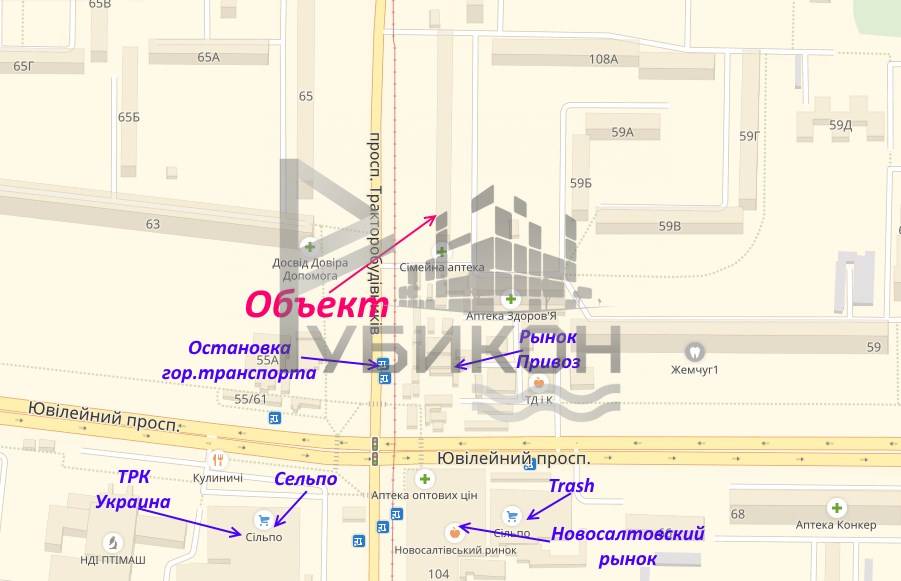 65В
65Г
65А
65
65Б
108А
59А
59Г
59Д
59Б
59В
63
просп. Тракторобудівників
Досвід Довіра
Допомога
Сімейна аптека
Объект
Аптека Здоров'Я
РУБИКОН
Остановка
гор.транспорта
Рынок
Привоз
59
Жемчуг1
55А
55/61
ТД і К
Ювілейний просп.
Ювілейний просп.
Кулиничі
ТРК
Украина
Сельпо
Аптека оптових цін
Trash
68
Аптека Конкер
Сільпо
НДІ ПТІМАШ
Сільпо
66
Новосалтовский
рынок
Новосалтівський ринок
104